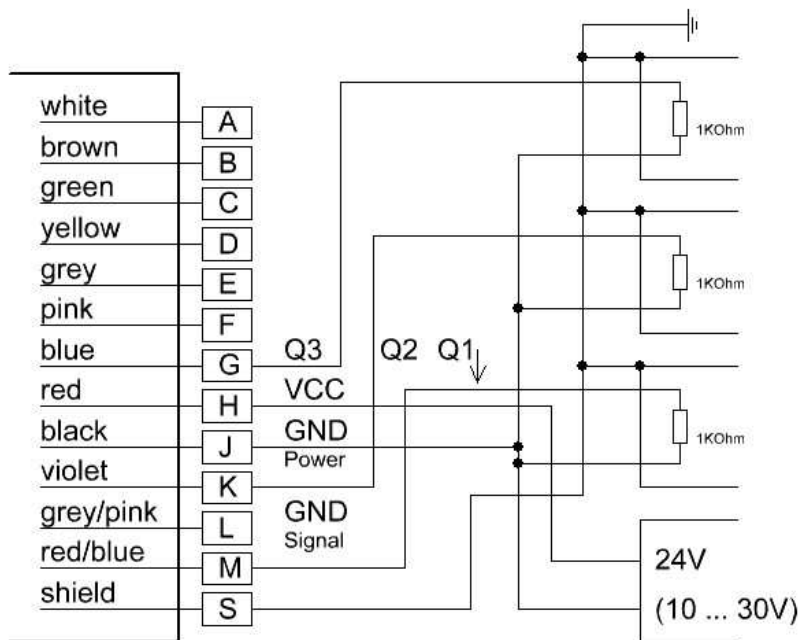 white A
brown B
green C
yellow D
grey E
pink F
blue G Q3 Q2 Q1
red H VCC
black J GND
Power
violet K
grey/pink L GND
Signal
red/blue M
shield S
1KOhm
1KOhm
1KOhm
24V
(10 ... 30V)